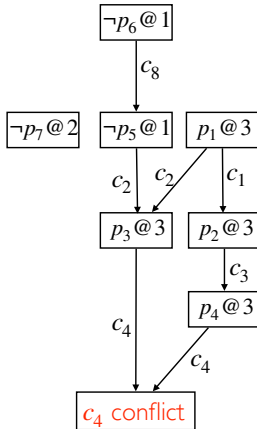 ¬p₆@1
c₈
¬p₇@2 ¬p₅@1 p₁@3
c₂ c₂ c₁
p₃@3 p₂@3
c₃
p₄@3
c₄ c₄
c₄ conflict